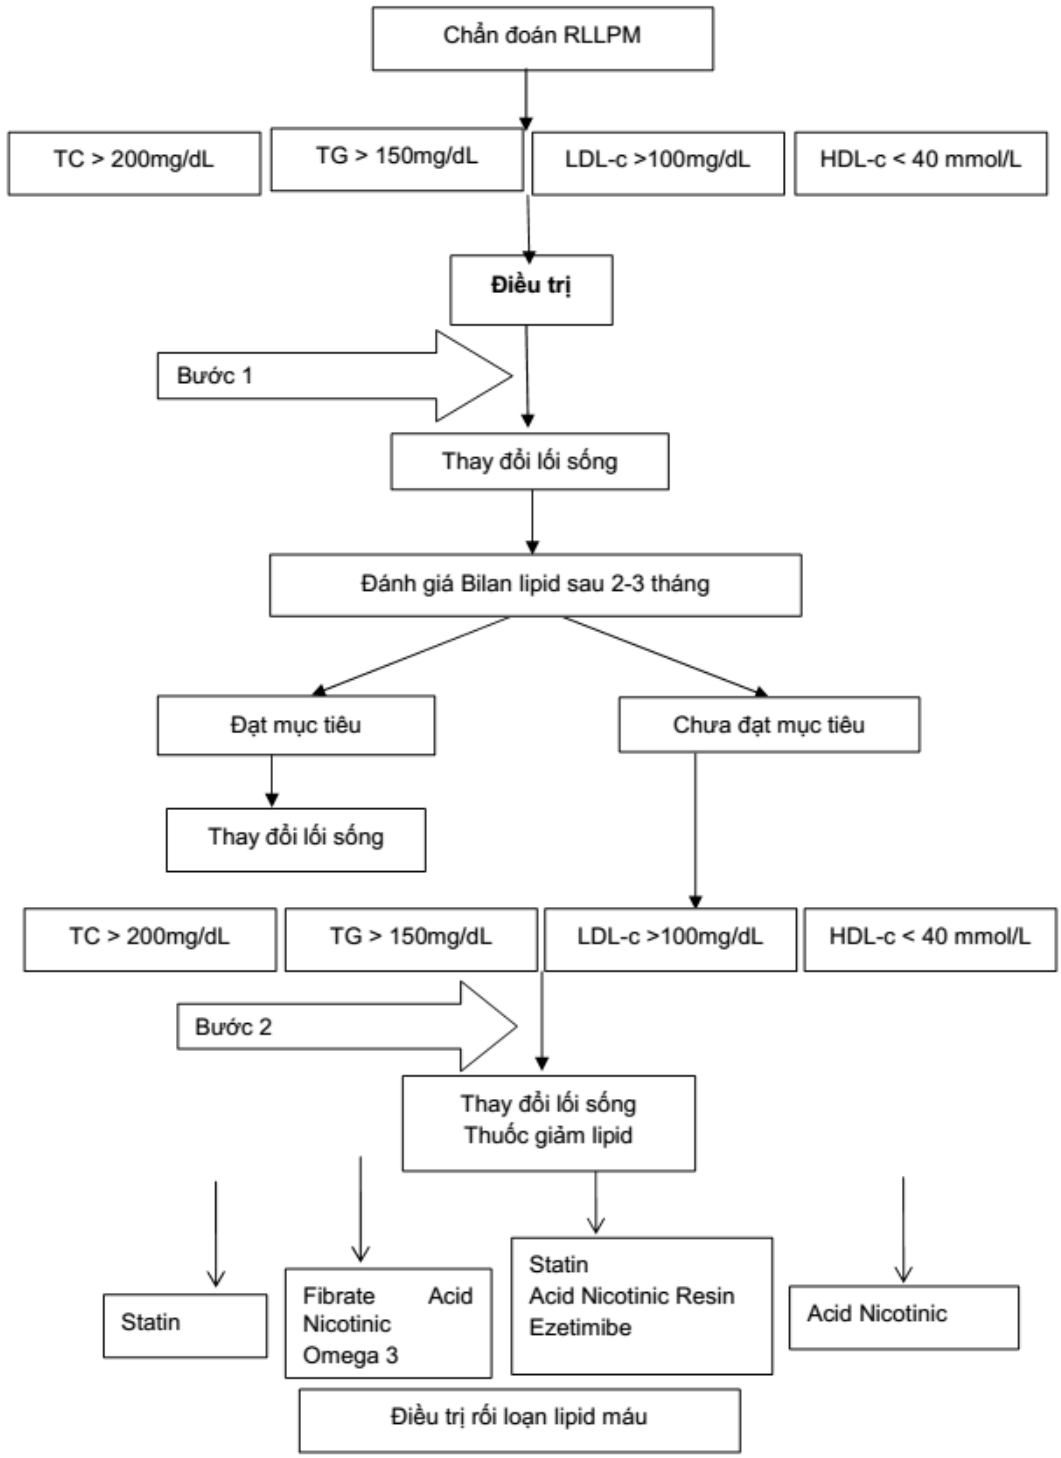 Chẩn đoán RLLPM
TC > 200mg/dL
TG > 150mg/dL
LDL-c >100mg/dL
HDL-c < 40 mmol/L
Điều trị
Bước 1
Thay đổi lối sống
Đánh giá Bilan lipid sau 2-3 tháng
Đạt mục tiêu
Chưa đạt mục tiêu
Thay đổi lối sống
TC > 200mg/dL
TG > 150mg/dL
LDL-c >100mg/dL
HDL-c < 40 mmol/L
Bước 2
Thay đổi lối sống
Thuốc giảm lipid
Statin
Fibrate Acid
Nicotinic
Omega 3
Statin
Acid Nicotinic Resin
Ezetimibe
Acid Nicotinic
Điều trị rối loạn lipid máu